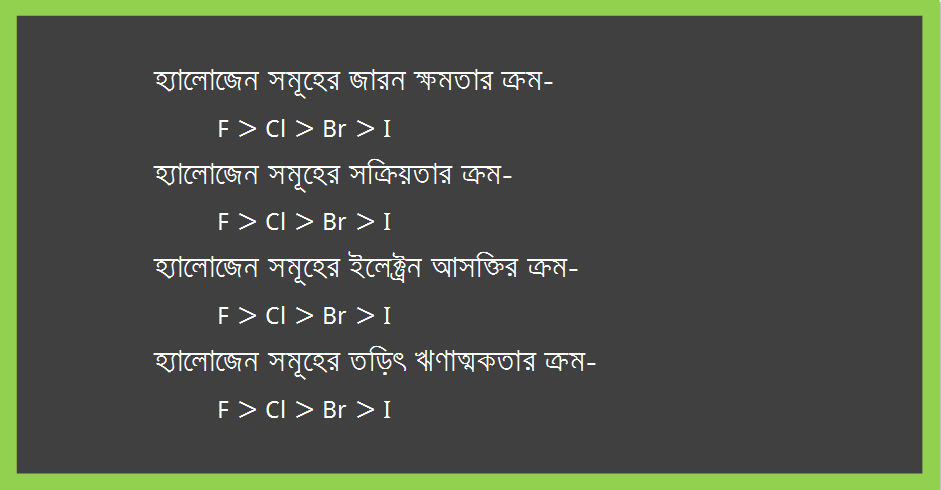 হ্যালোজেন সমূহের জারন ক্ষমতার ক্রম-
F > Cl > Br > I
হ্যালোজেন সমূহের সক্রিয়তার ক্রম-
F > Cl > Br > I
হ্যালোজেন সমূহের ইলেক্ট্রন আসক্তির ক্রম-
F > Cl > Br > I
হ্যালোজেন সমূহের তড়িৎ ঋণাত্মকতার ক্রম-
F > Cl > Br > I